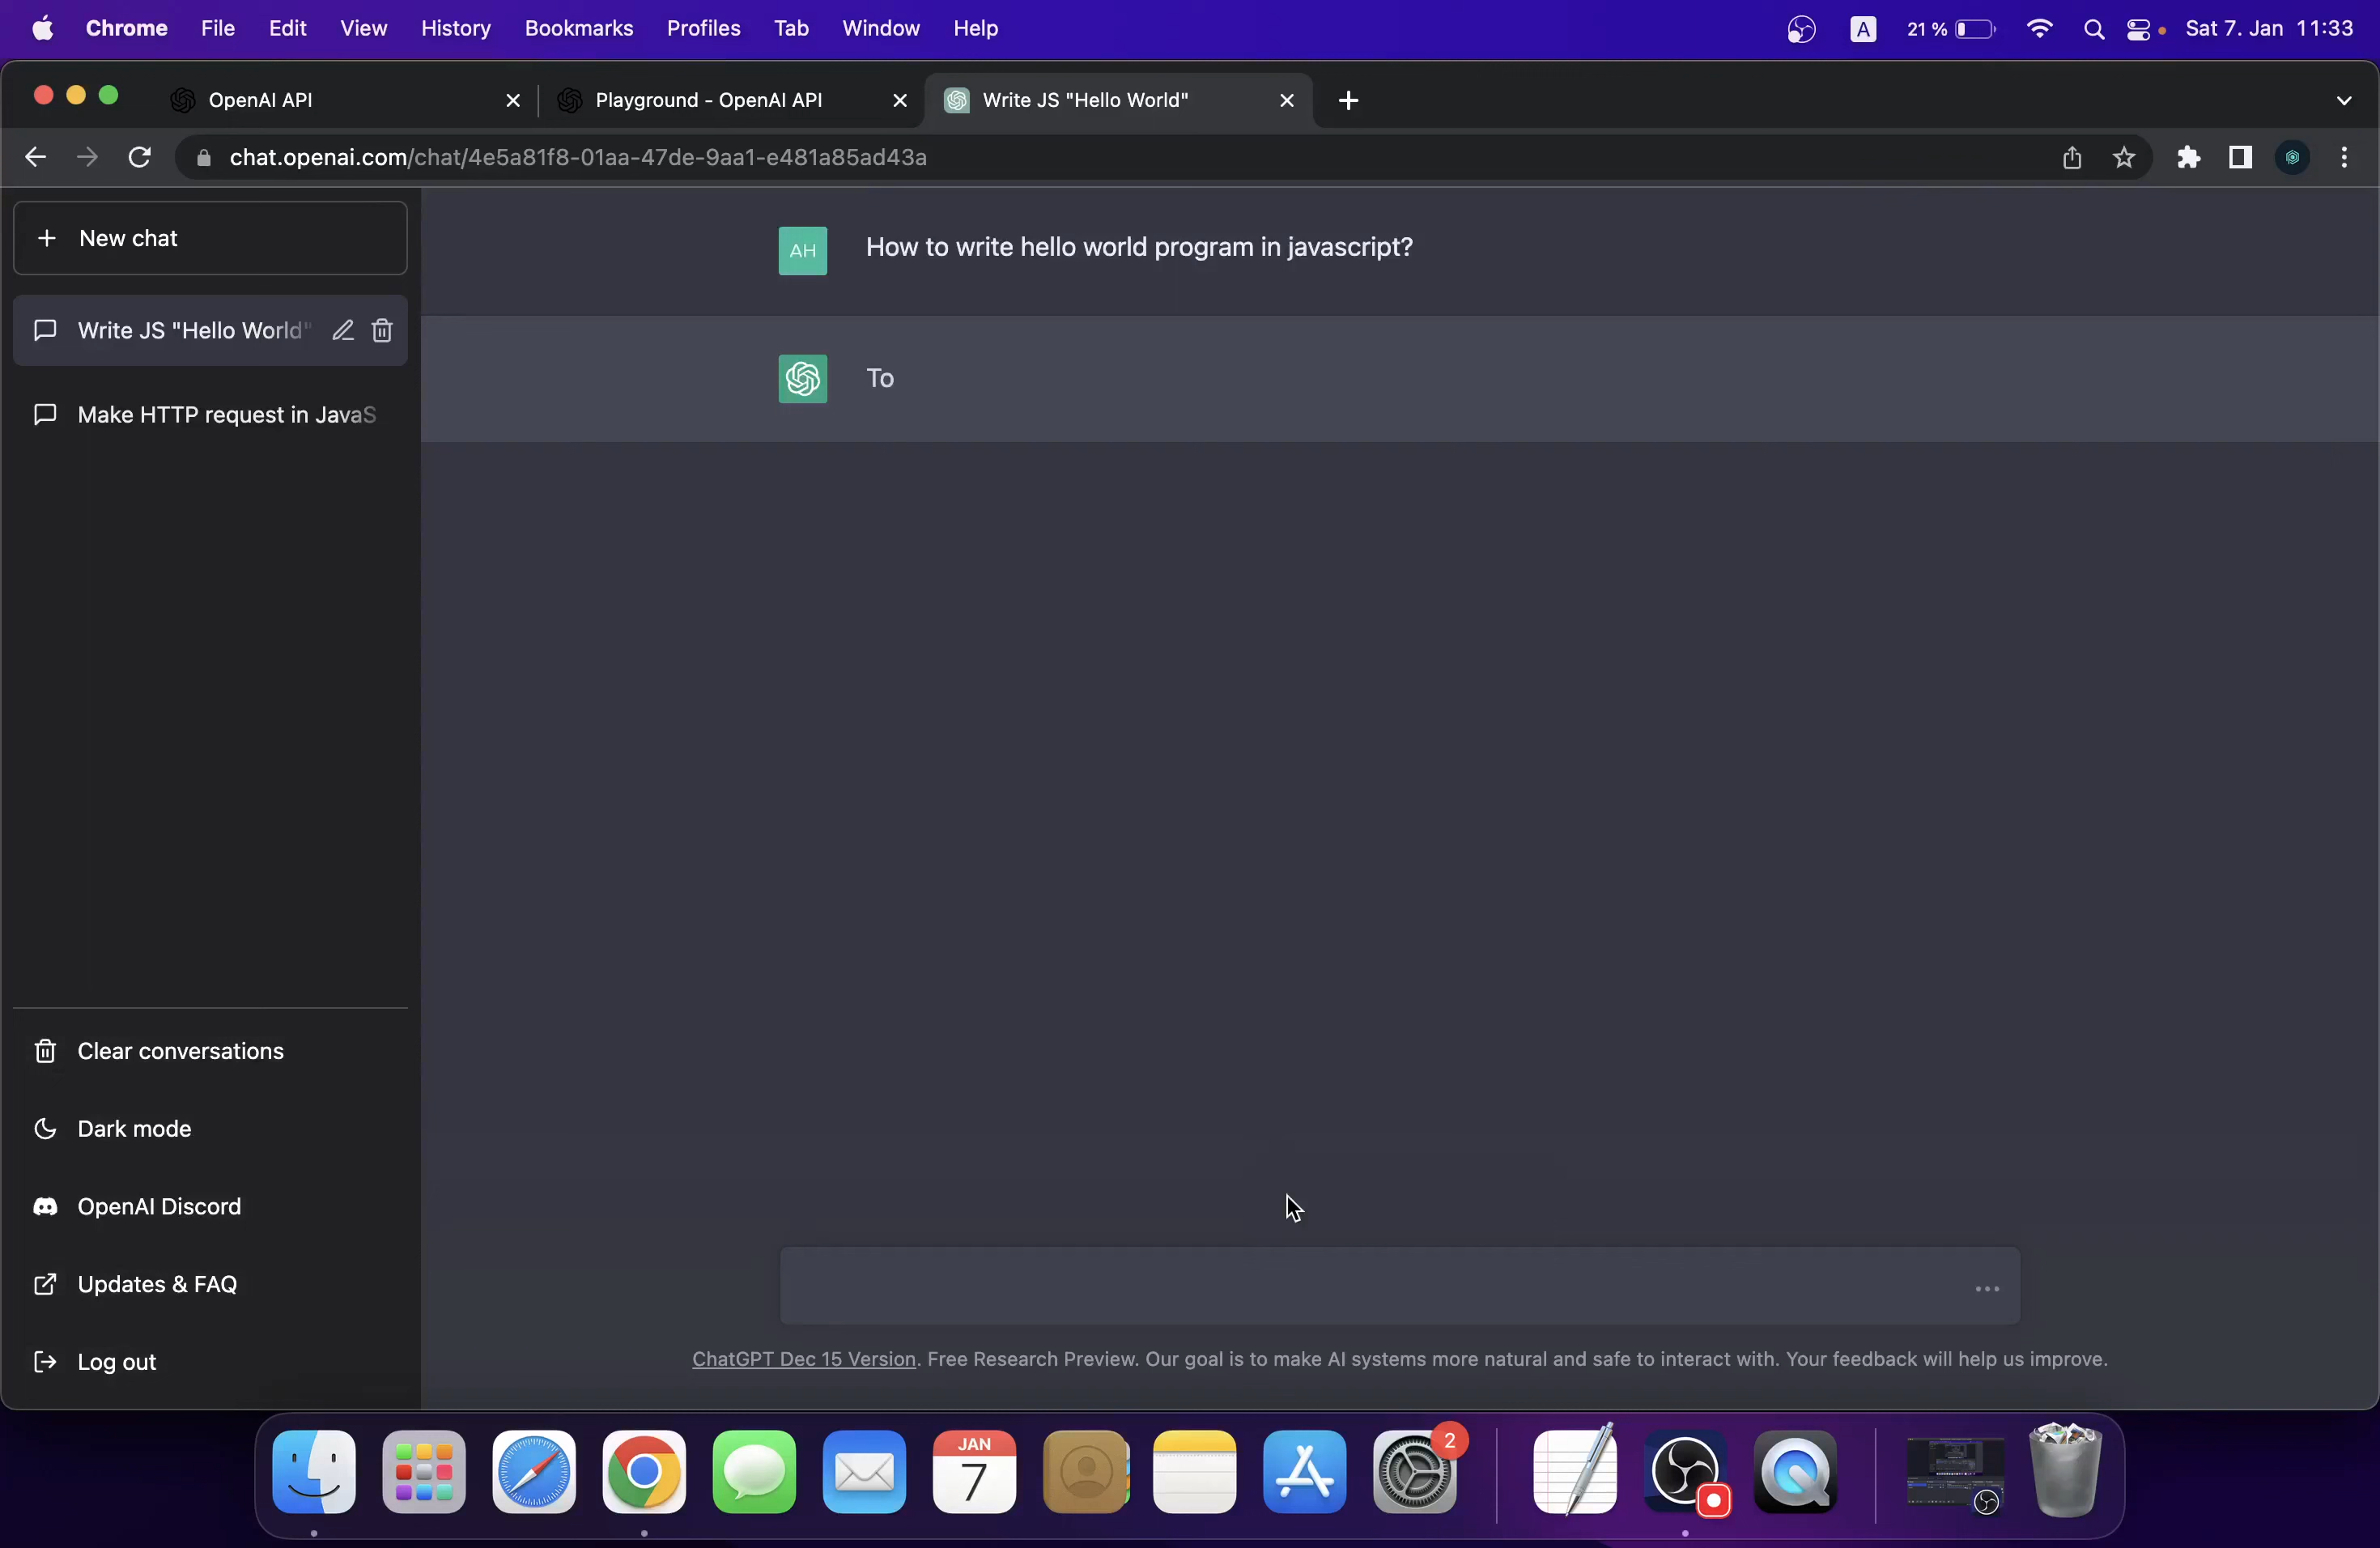 Chrome File Edit View History Bookmarks Profiles Tab Window Help A 21 % Sat 7. Jan 11:33
OpenAI API Playground - OpenAI API Write JS "Hello World"
chat.openai.com/chat/4e5a81f8-01aa-47de-9aa1-e481a85ad43a
New chat
AH How to write hello world program in javascript?
Write JS "Hello World"
To
Make HTTP request in JavaS
Clear conversations
Dark mode
OpenAI Discord
Updates & FAQ
Log out
ChatGPT Dec 15 Version. Free Research Preview. Our goal is to make AI systems more natural and safe to interact with. Your feedback will help us improve.
JAN
7
2